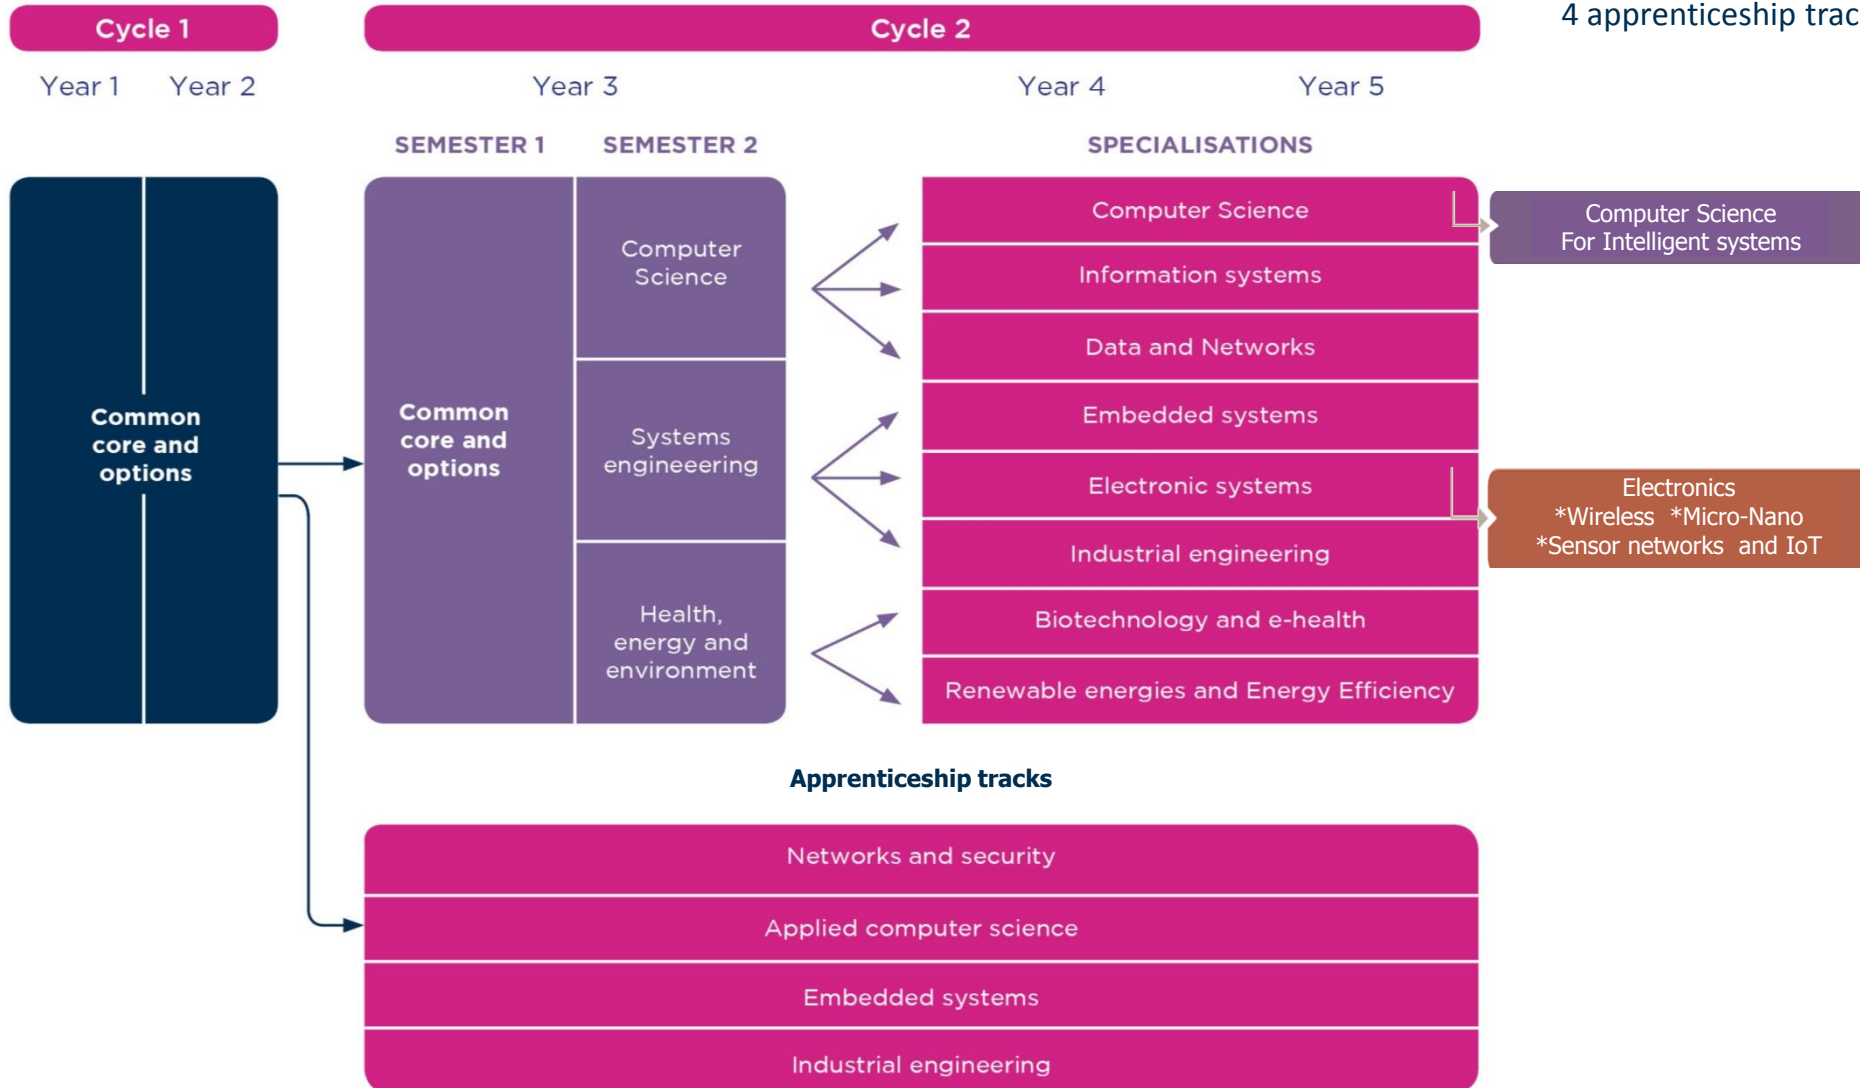 4 apprenticeship trac
Cycle 1
Cycle 2
Year 1
Year 2
Year 3
Year 4
Year 5
SEMESTER 1
SEMESTER 2
SPECIALISATIONS
Common
core and
options
Common
core and
options
Computer
Science
Systems
engineeering
Health,
energy and
environment
Computer Science
Information systems
Data and Networks
Embedded systems
Electronic systems
Industrial engineering
Biotechnology and e-health
Renewable energies and Energy Efficiency
Computer Science
For Intelligent systems
Electronics
*Wireless *Micro-Nano
*Sensor networks and IoT
Apprenticeship tracks
Networks and security
Applied computer science
Embedded systems
Industrial engineering